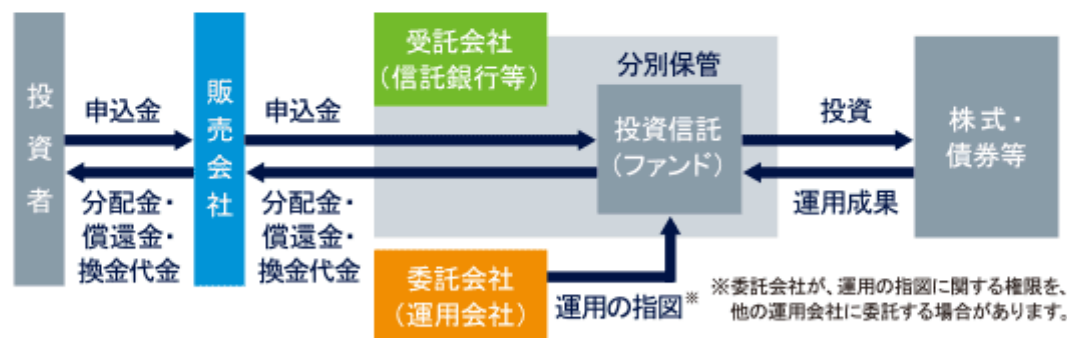 投資者
申込金
分配金・
償還金・
換金代金
販売会社
申込金
分配金・
償還金・
換金代金
受託会社
(信託銀行等)
分別保管
投資信託
(ファンド)
委託会社
(運用会社)
運用の指図※
投資
運用成果
株式・
債券等
※委託会社が、運用の指図に関する権限を、
他の運用会社に委託する場合があります。